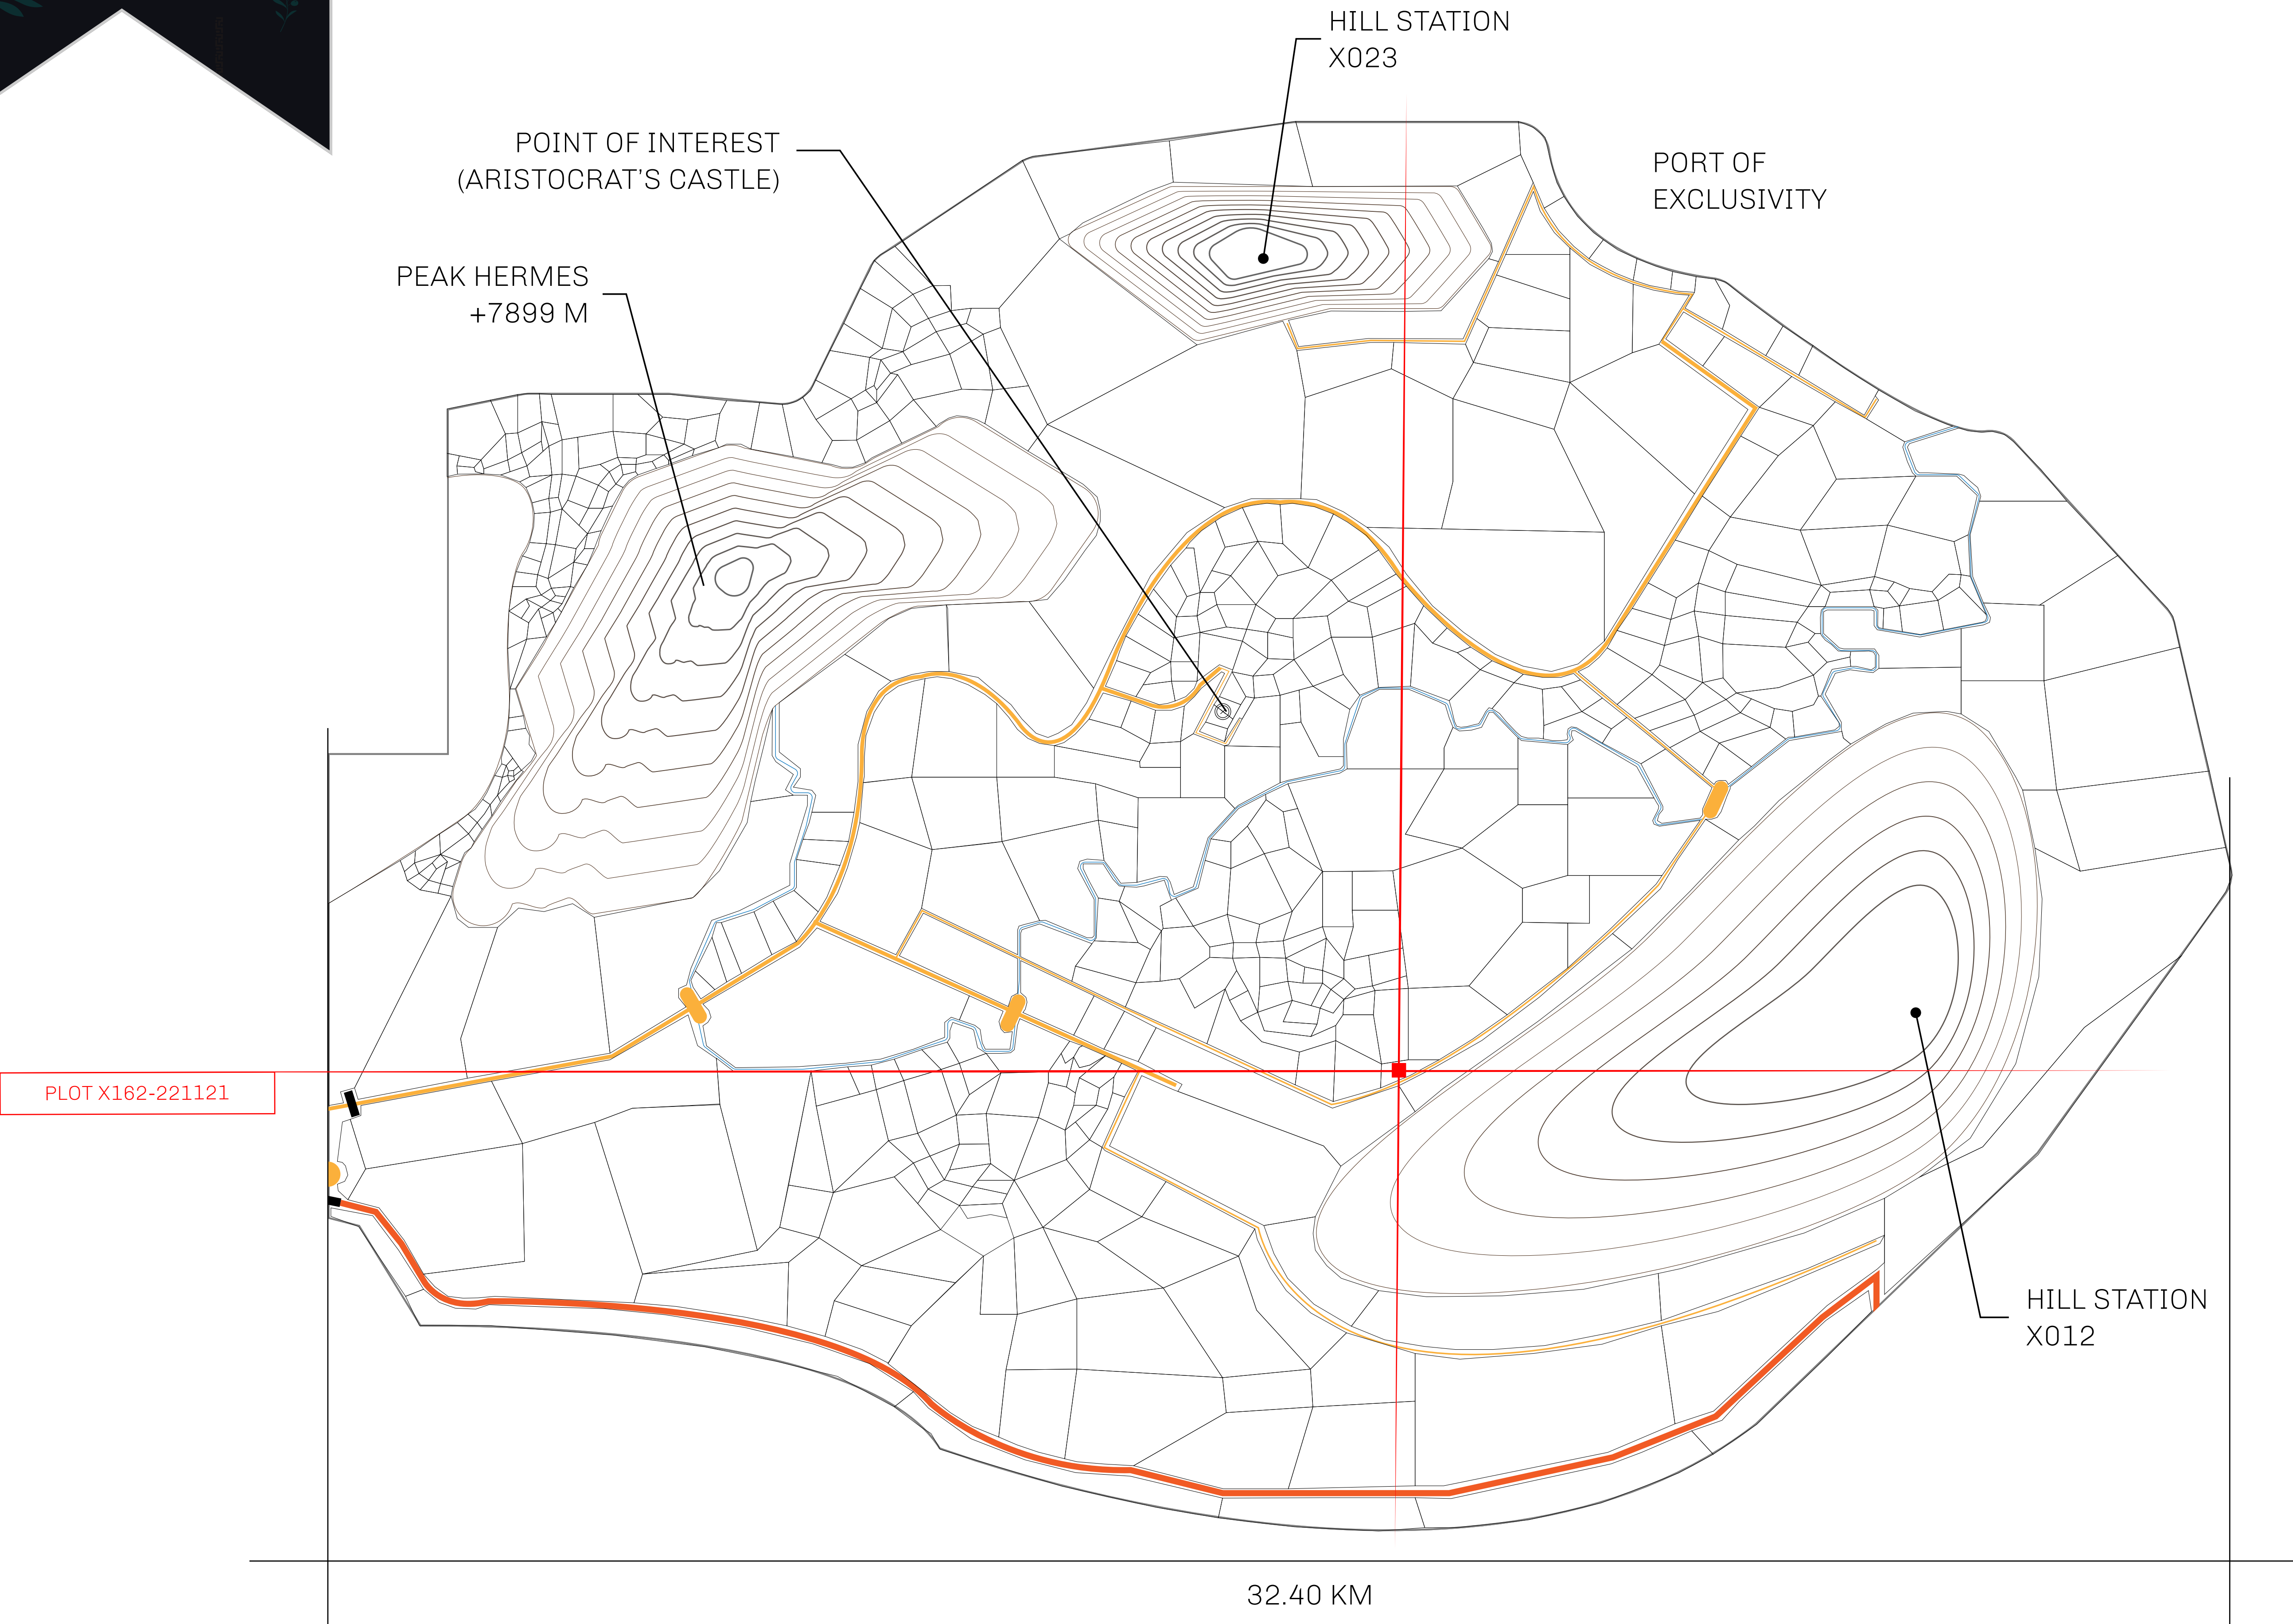 HILL STATION
X023
POINT OF INTEREST
(ARISTOCRAT'S CASTLE)
PORT OF
EXCLUSIVITY
PEAK HERMES
+7899 M
PLOT X162-221121
HILL STATION
X012
32.40 KM